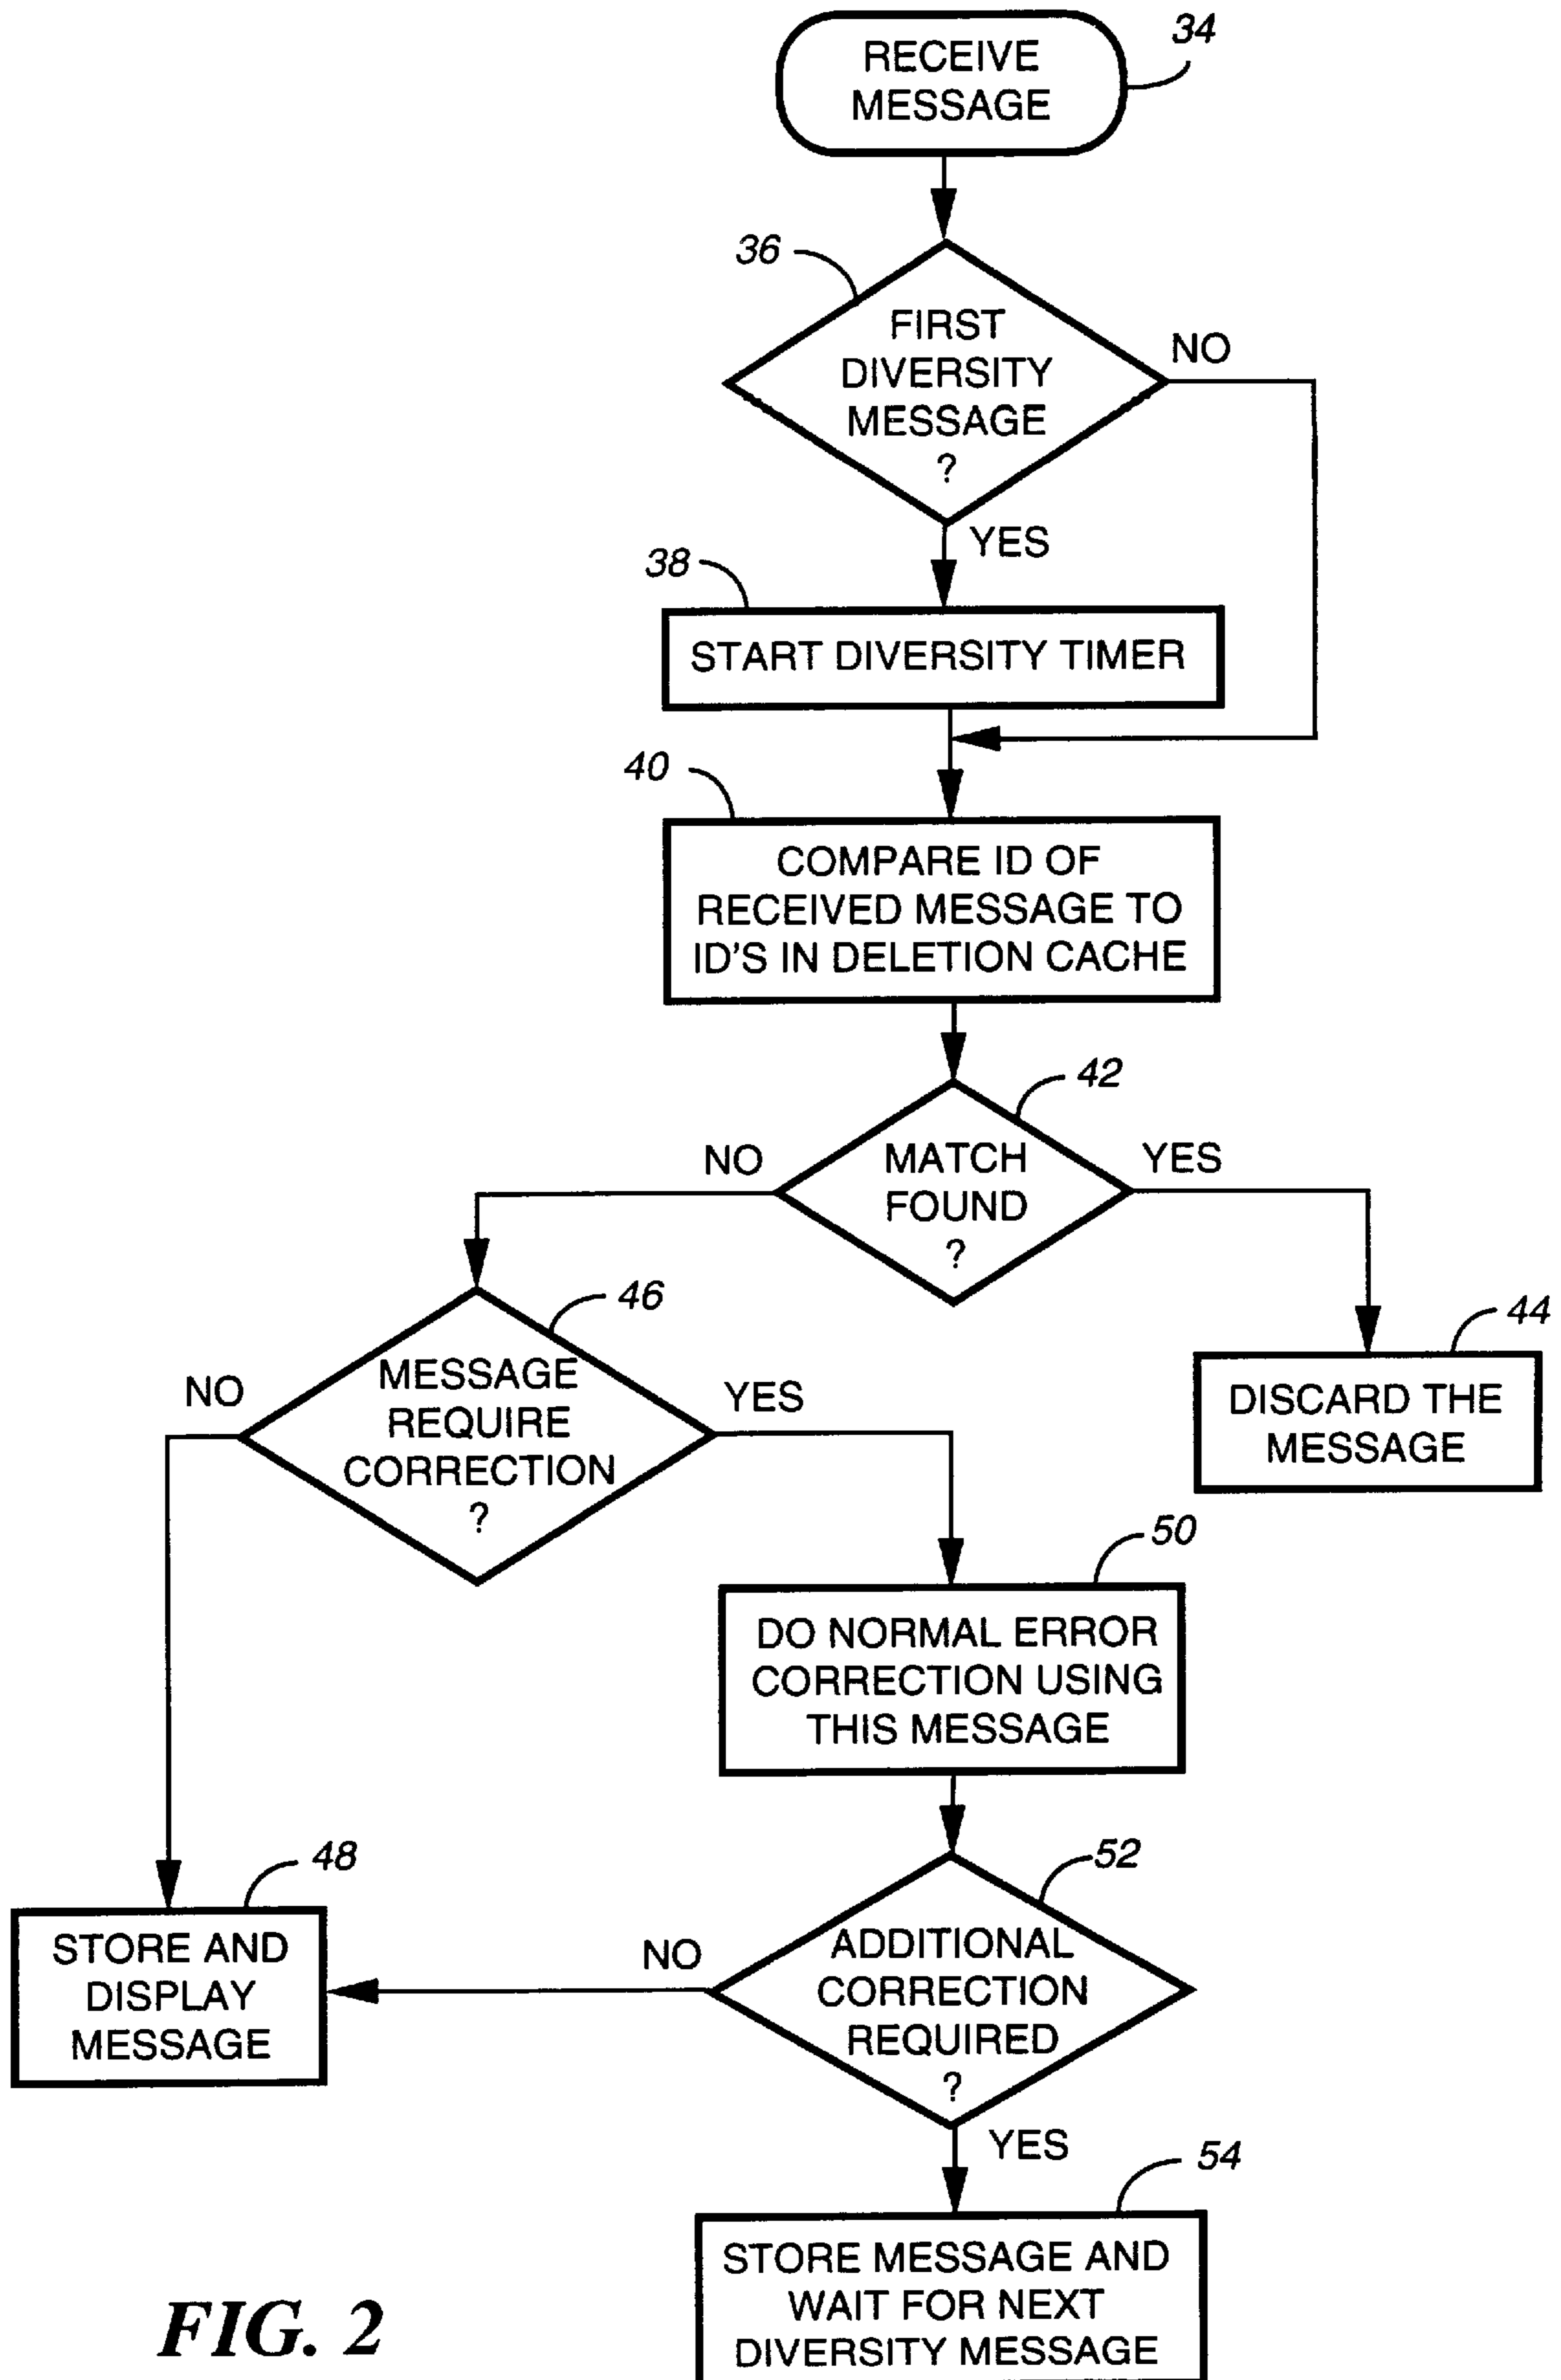 RECEIVE
MESSAGE
34
36
FIRST
DIVERSITY
MESSAGE
?
NO
YES
38
START DIVERSITY TIMER
40
COMPARE ID OF
RECEIVED MESSAGE TO
ID'S IN DELETION CACHE
42
NO
MATCH
FOUND
?
YES
46
44
NO
MESSAGE
REQUIRE
CORRECTION
?
YES
DISCARD THE
MESSAGE
50
DO NORMAL ERROR
CORRECTION USING
THIS MESSAGE
48
52
STORE AND
DISPLAY
MESSAGE
NO
ADDITIONAL
CORRECTION
REQUIRED
?
YES
54
STORE MESSAGE AND
WAIT FOR NEXT
DIVERSITY MESSAGE
FIG. 2